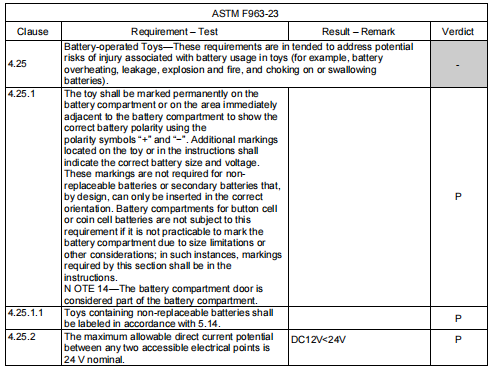 ASTM F963-23
Clause Requirement – Test Result – Remark Verdict
4.25 Battery-operated Toys—These requirements are in tended to address potential
risks of injury associated with battery usage in toys (for example, battery
overheating, leakage, explosion and fire, and choking on or swallowing
batteries). -
4.25.1 The toy shall be marked permanently on the
battery compartment or on the area immediately
adjacent to the battery compartment to show the
correct battery polarity using the
polarity symbols “+” and “−”. Additional markings
located on the toy or in the instructions shall
indicate the correct battery size and voltage.
These markings are not required for non-
replaceable batteries or secondary batteries that,
by design, can only be inserted in the correct
orientation. Battery compartments for button cell
or coin cell batteries are not subject to this
requirement if it is not practicable to mark the
battery compartment due to size limitations or
other considerations; in such instances, markings
required by this section shall be in the
instructions.
N OTE 14—The battery compartment door is
considered part of the battery compartment. P
4.25.1.1 Toys containing non-replaceable batteries shall
be labeled in accordance with 5.14. P
4.25.2 The maximum allowable direct current potential
between any two accessible electrical points is
24 V nominal. DC12V<24V P